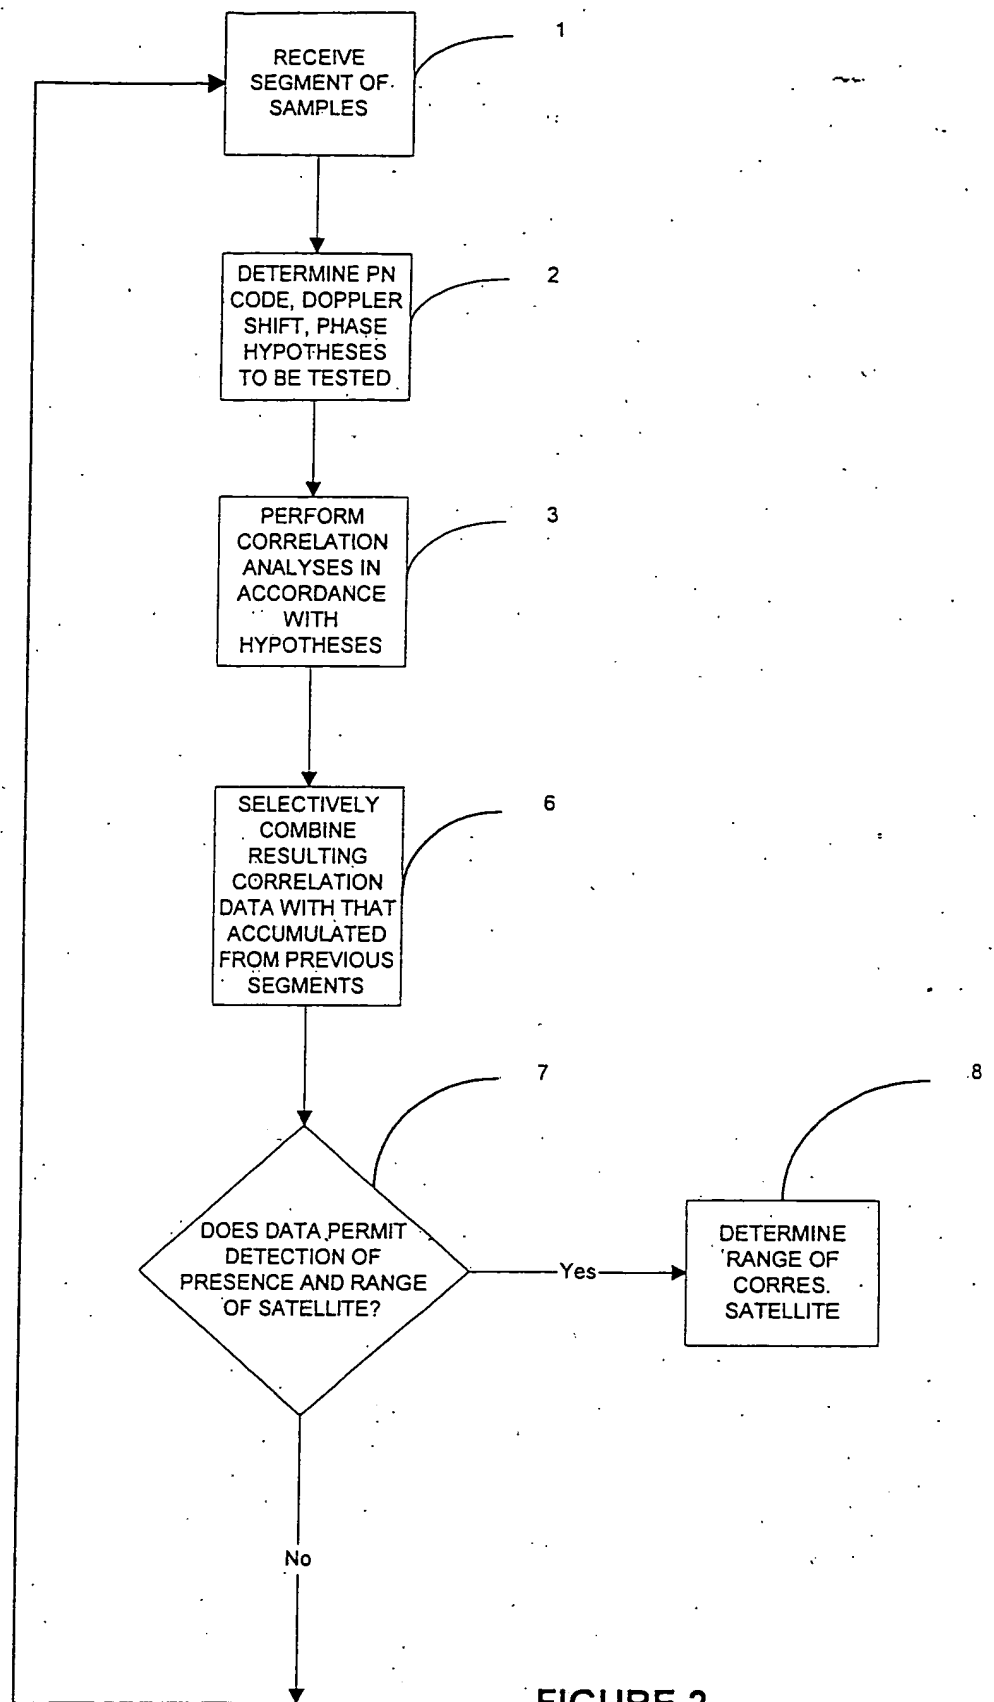 1
RECEIVE
SEGMENT OF
SAMPLES
2
DETERMINE PN
CODE, DOPPLER
SHIFT, PHASE
HYPOTHESES
TO BE TESTED
3
PERFORM
CORRELATION
ANALYSES IN
ACCORDANCE
WITH
HYPOTHESES
6
SELECTIVELY
COMBINE
RESULTING
CORRELATION
DATA WITH THAT
ACCUMULATED
FROM PREVIOUS
SEGMENTS
7
8
DOES DATA PERMIT
DETECTION OF
PRESENCE AND RANGE
OF SATELLITE?
Yes
DETERMINE
RANGE OF
CORRES.
SATELLITE
No
FIGURE 2